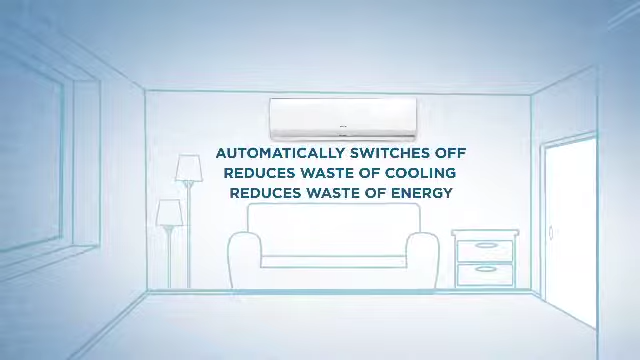 AUTOMATICALLY SWITCHES OFF
REDUCES WASTE OF COOLING
REDUCES WASTE OF ENERGY